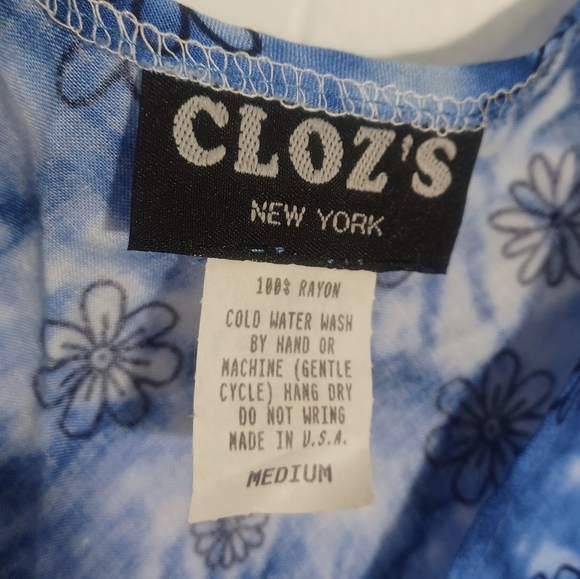 CLOZ'S
NEW YORK
100% RAYON
COLD WATER WASH
BY HAND OR
MACHINE (GENTLE
CYCLE) HANG DRY
DO NOT WRING
MADE IN U.S.A.
MEDIUM